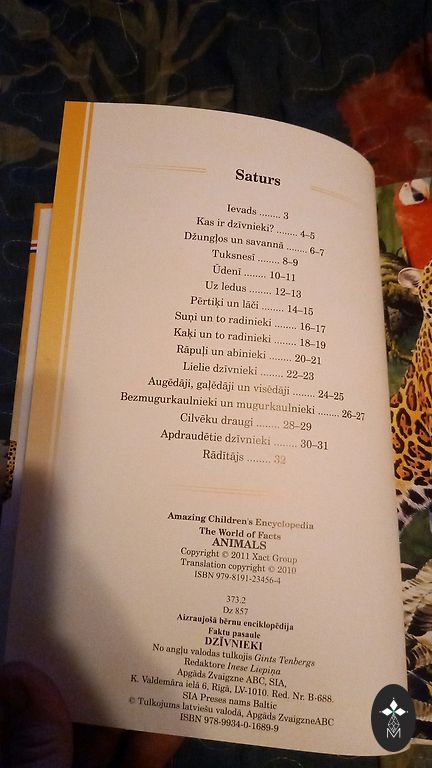 Saturs
Ievads ........ 3
Kas ir dzīvnieki? ........ 4–5
Džungļos un savannā ........ 6–7
Tuksnesī ........ 8–9
Ūdenī ........ 10–11
Uz ledus ........ 12–13
Pērtiķi un lāči ........ 14–15
Suņi un to radinieki ........ 16–17
Kaķi un to radinieki ........ 18–19
Rāpuļi un abinieki ........ 20–21
Lielie dzīvnieki ........ 22–23
Augēdāji, gaļēdāji un visēdāji ........ 24–25
Bezmugurkaulnieki un mugurkaulnieki ........ 26–27
Cilvēku draugi ........ 28–29
Apdraudētie dzīvnieki ........ 30–31
Rādītājs ........ 32
Amazing Children's Encyclopedia
The World of Facts
ANIMALS
Copyright © 2011 Xact Group
Translation copyright © 2010
ISBN 979-8191-23456-4
373.2
Dz 857
Aizraujošā bērnu enciklopēdija
Faktu pasaule
DZĪVNIEKI
No angļu valodas tulkojis Gints Tenbergs
Redaktore Inese Liepiņa
Apgāds Zvaigzne ABC, SIA,
K. Valdemāra ielā 6, Rīgā, LV-1010. Red. Nr. B-688.
SIA Preses nams Baltic
© Tulkojums latviešu valodā, Apgāds Zvaigzne ABC
ISBN 978-9934-0-1689-9